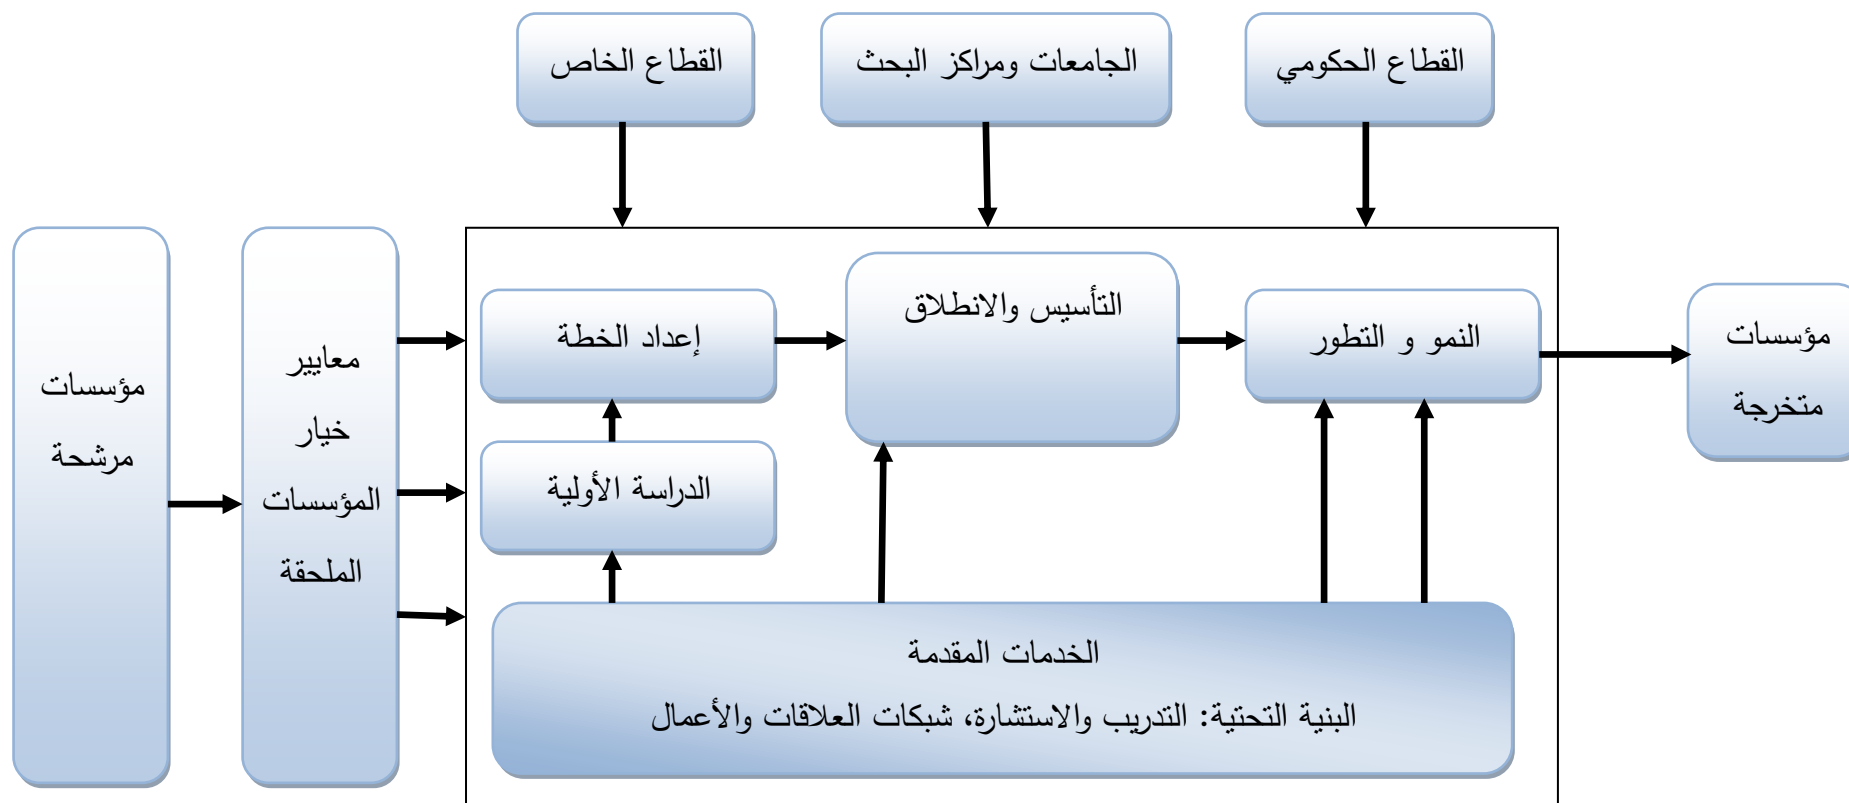 القطاع الخاص
الجامعات ومراكز البحث
القطاع الحكومي
مؤسسات
مرشحة
معايير
خيار
المؤسسات
الملحقة
إعداد الخطة
التأسيس والانطلاق
النمو و التطور
مؤسسات
متخرجة
الدراسة الأولية
الخدمات المقدمة
البنية التحتية: التدريب والاستشارة، شبكات العلاقات والأعمال